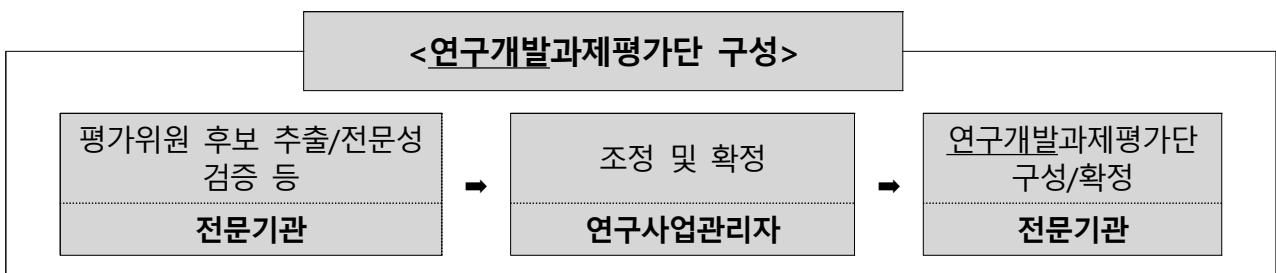 <연구개발과제평가단 구성>
평가위원 후보 추출/전문성
검증 등
전문기관
➡
조정 및 확정
연구사업관리자
➡
연구개발과제평가단
구성/확정
전문기관